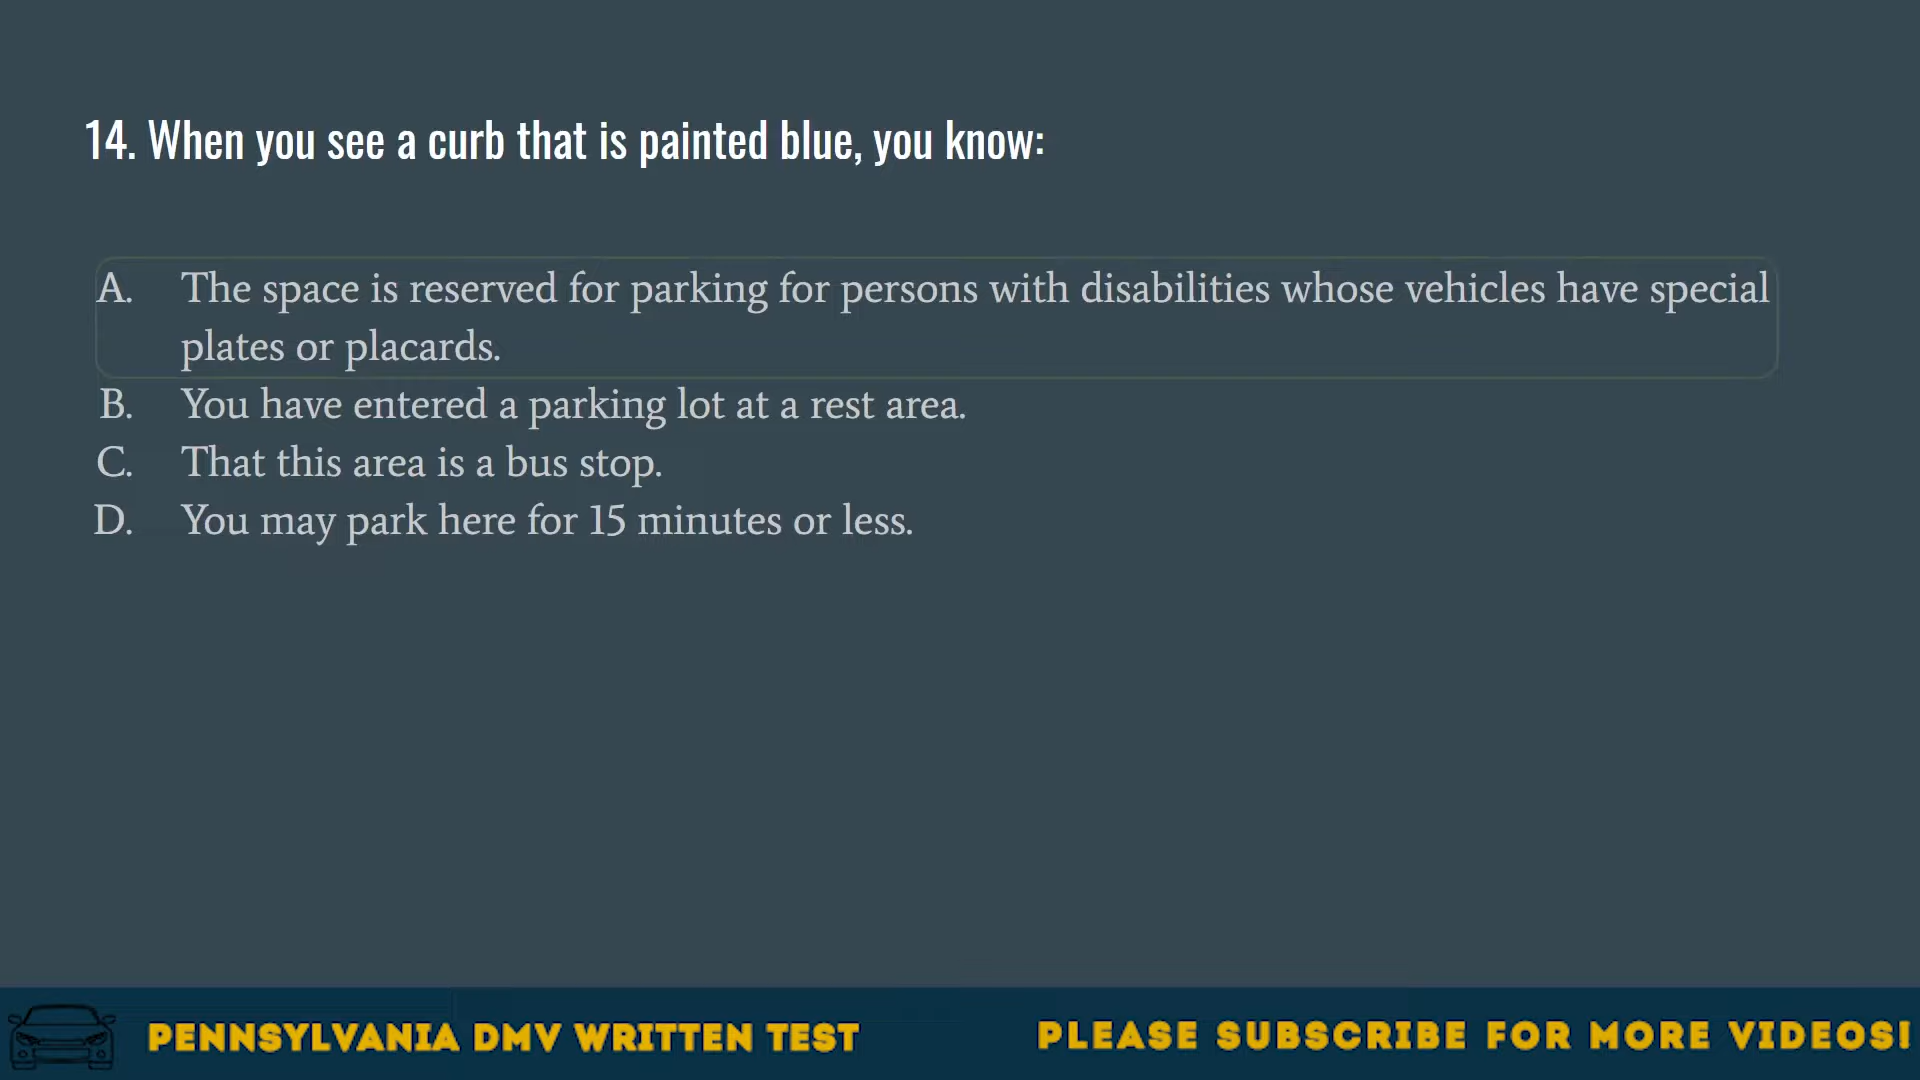 14. When you see a curb that is painted blue, you know:
A. The space is reserved for parking for persons with disabilities whose vehicles have special
plates or placards.
B. You have entered a parking lot at a rest area.
C. That this area is a bus stop.
D. You may park here for 15 minutes or less.
PENNSYLVANIA DMV WRITTEN TEST
PLEASE SUBSCRIBE FOR MORE VIDEOS!